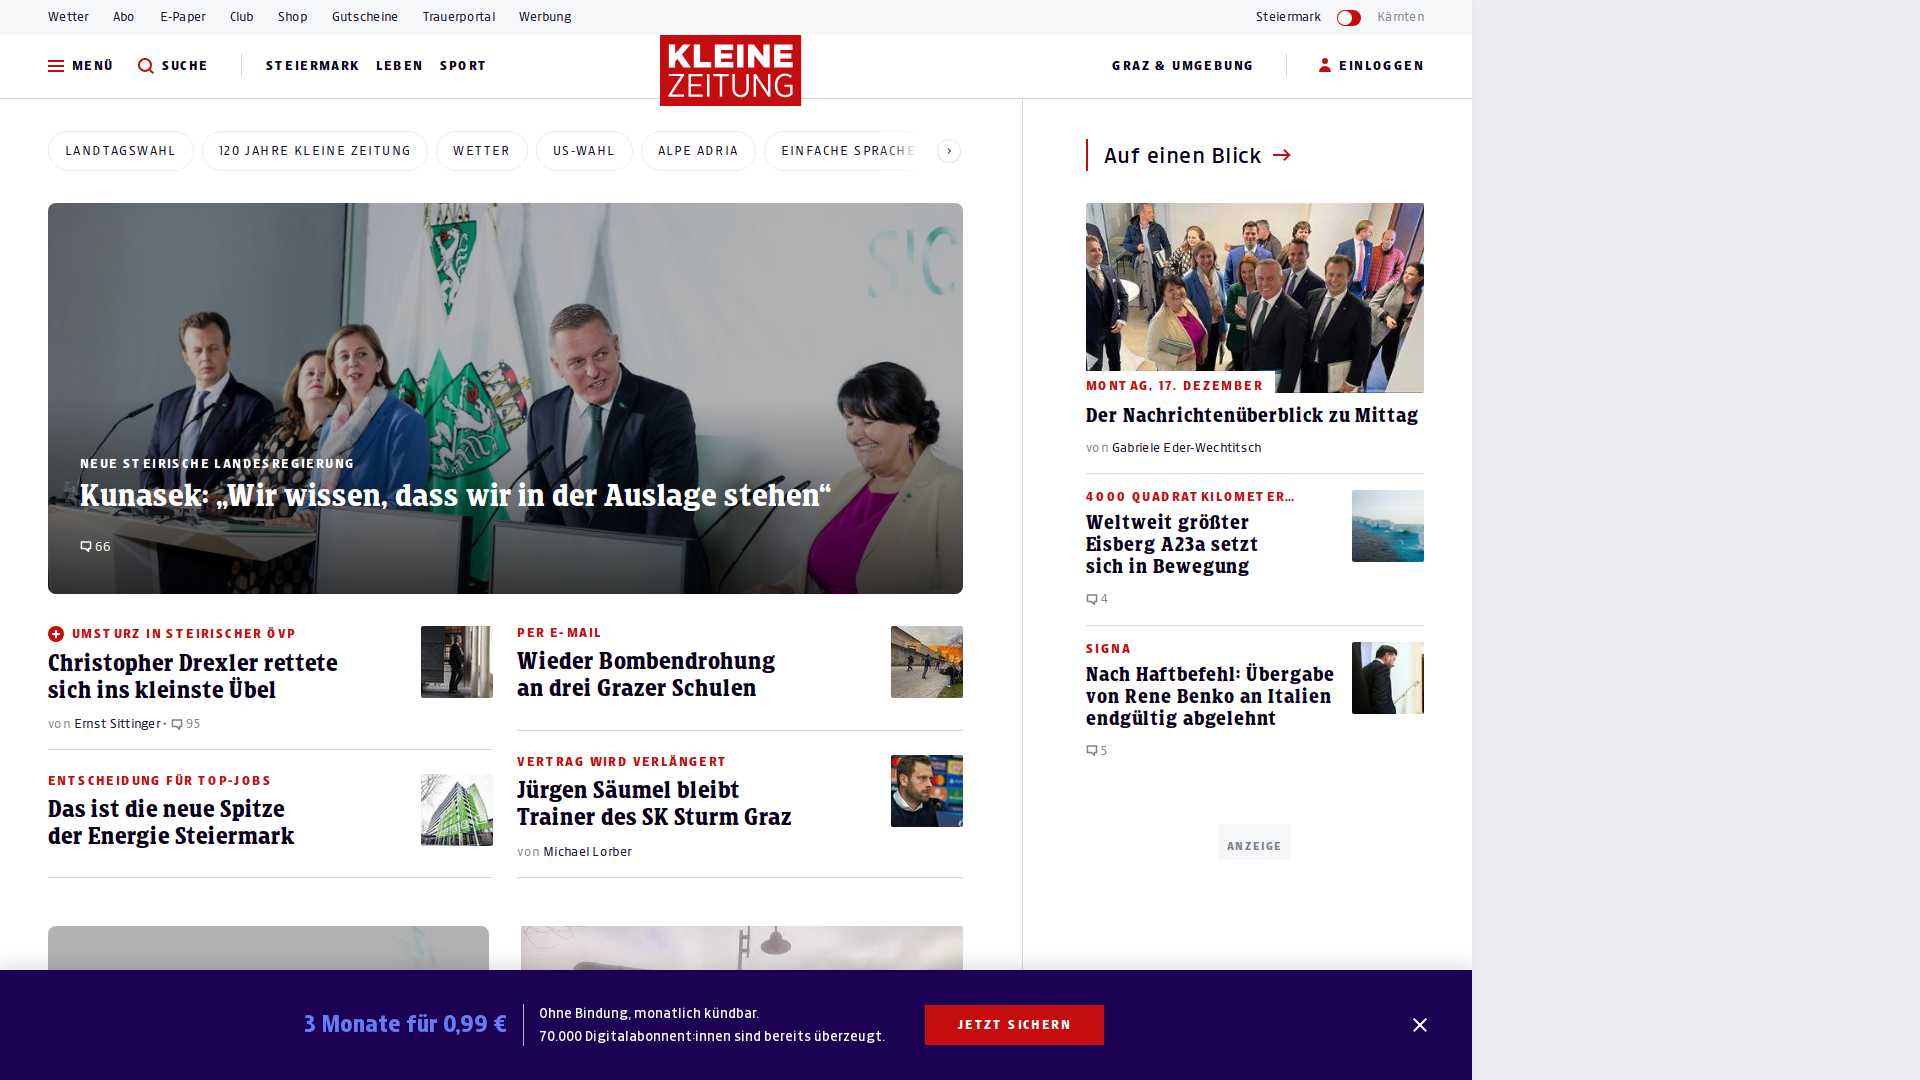 Wetter Abo E-Paper Club Shop Gutscheine Trauerportal Werbung Steiermark Kärnten
MENÜ SUCHE STEIERMARK LEBEN SPORT KLEINE ZEITUNG GRAZ & UMGEBUNG EINLOGGEN
LANDTAGSWAHL 120 JAHRE KLEINE ZEITUNG WETTER US-WAHL ALPE ADRIA EINFACHE SPRACHE
NEUE STEIRISCHE LANDESREGIERUNG
Kunasek: „Wir wissen, dass wir in der Auslage stehen“
66
UMSTURZ IN STEIRISCHER ÖVP
Christopher Drexler rettete
sich ins kleinste Übel
von Ernst Sittinger · 95
PER E-MAIL
Wieder Bombendrohung
an drei Grazer Schulen
ENTSCHEIDUNG FÜR TOP-JOBS
Das ist die neue Spitze
der Energie Steiermark
VERTRAG WIRD VERLÄNGERT
Jürgen Säumel bleibt
Trainer des SK Sturm Graz
von Michael Lorber
Auf einen Blick
MONTAG, 17. DEZEMBER
Der Nachrichtenüberblick zu Mittag
von Gabriele Eder-Wechtitsch
4000 QUADRATKILOMETER…
Weltweit größter
Eisberg A23a setzt
sich in Bewegung
4
SIGNA
Nach Haftbefehl: Übergabe
von Rene Benko an Italien
endgültig abgelehnt
5
ANZEIGE
3 Monate für 0,99 €
Ohne Bindung, monatlich kündbar.
70.000 Digitalabonnent:innen sind bereits überzeugt.
JETZT SICHERN